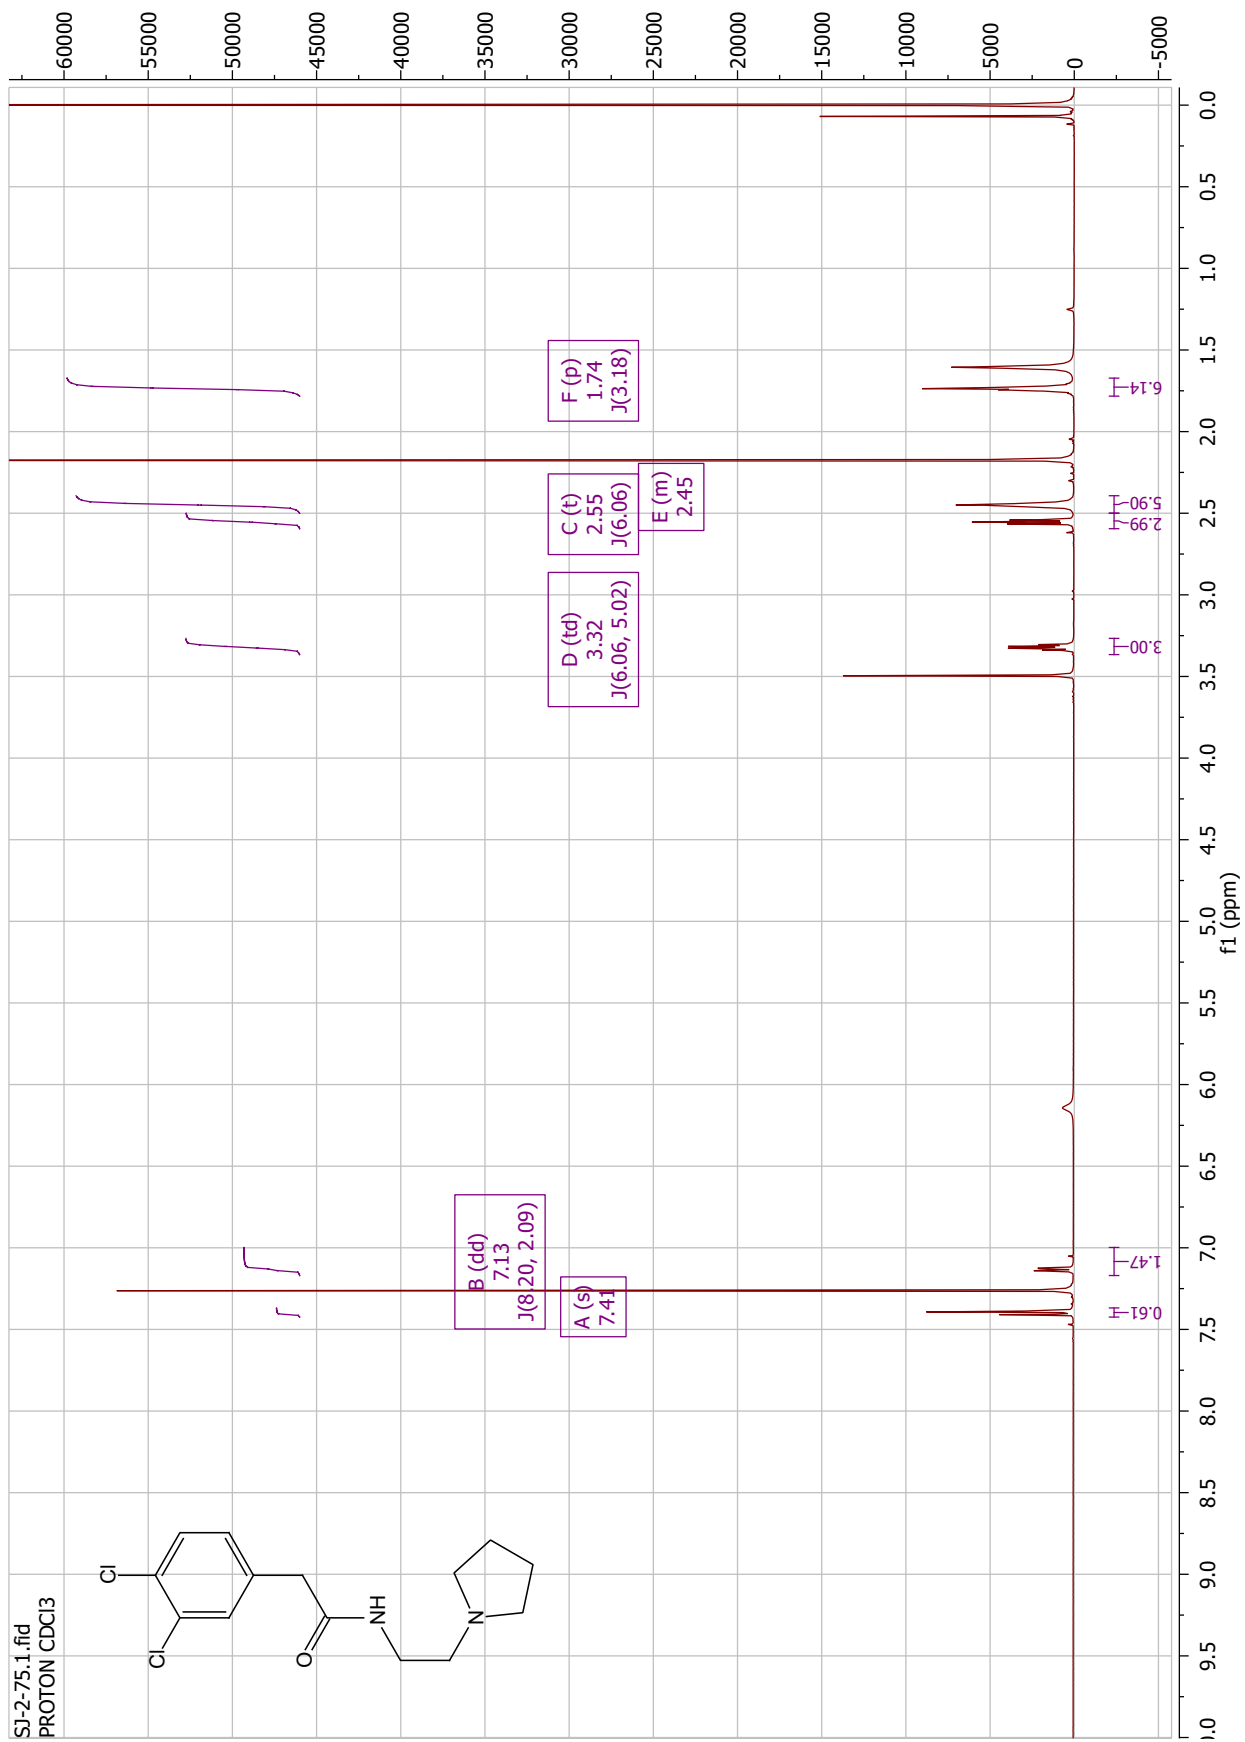 SJ-2-75.1.fid
PROTON CDCl3
Cl
Cl
O
NH
N
B (dd)
7.13
J(8.20, 2.09)
A (s)
7.41
D (td)
3.32
J(6.06, 5.02)
C (t)
2.55
J(6.06)
E (m)
2.45
F (p)
1.74
J(3.18)
60000
55000
50000
45000
40000
35000
30000
25000
20000
15000
10000
5000
0
-5000
0.61
1.47
3.00
2.99
5.90
6.14
0.0 9.5 9.0 8.5 8.0 7.5 7.0 6.5 6.0 5.5 5.0 4.5 4.0 3.5 3.0 2.5 2.0 1.5 1.0 0.5 0.0
f1 (ppm)